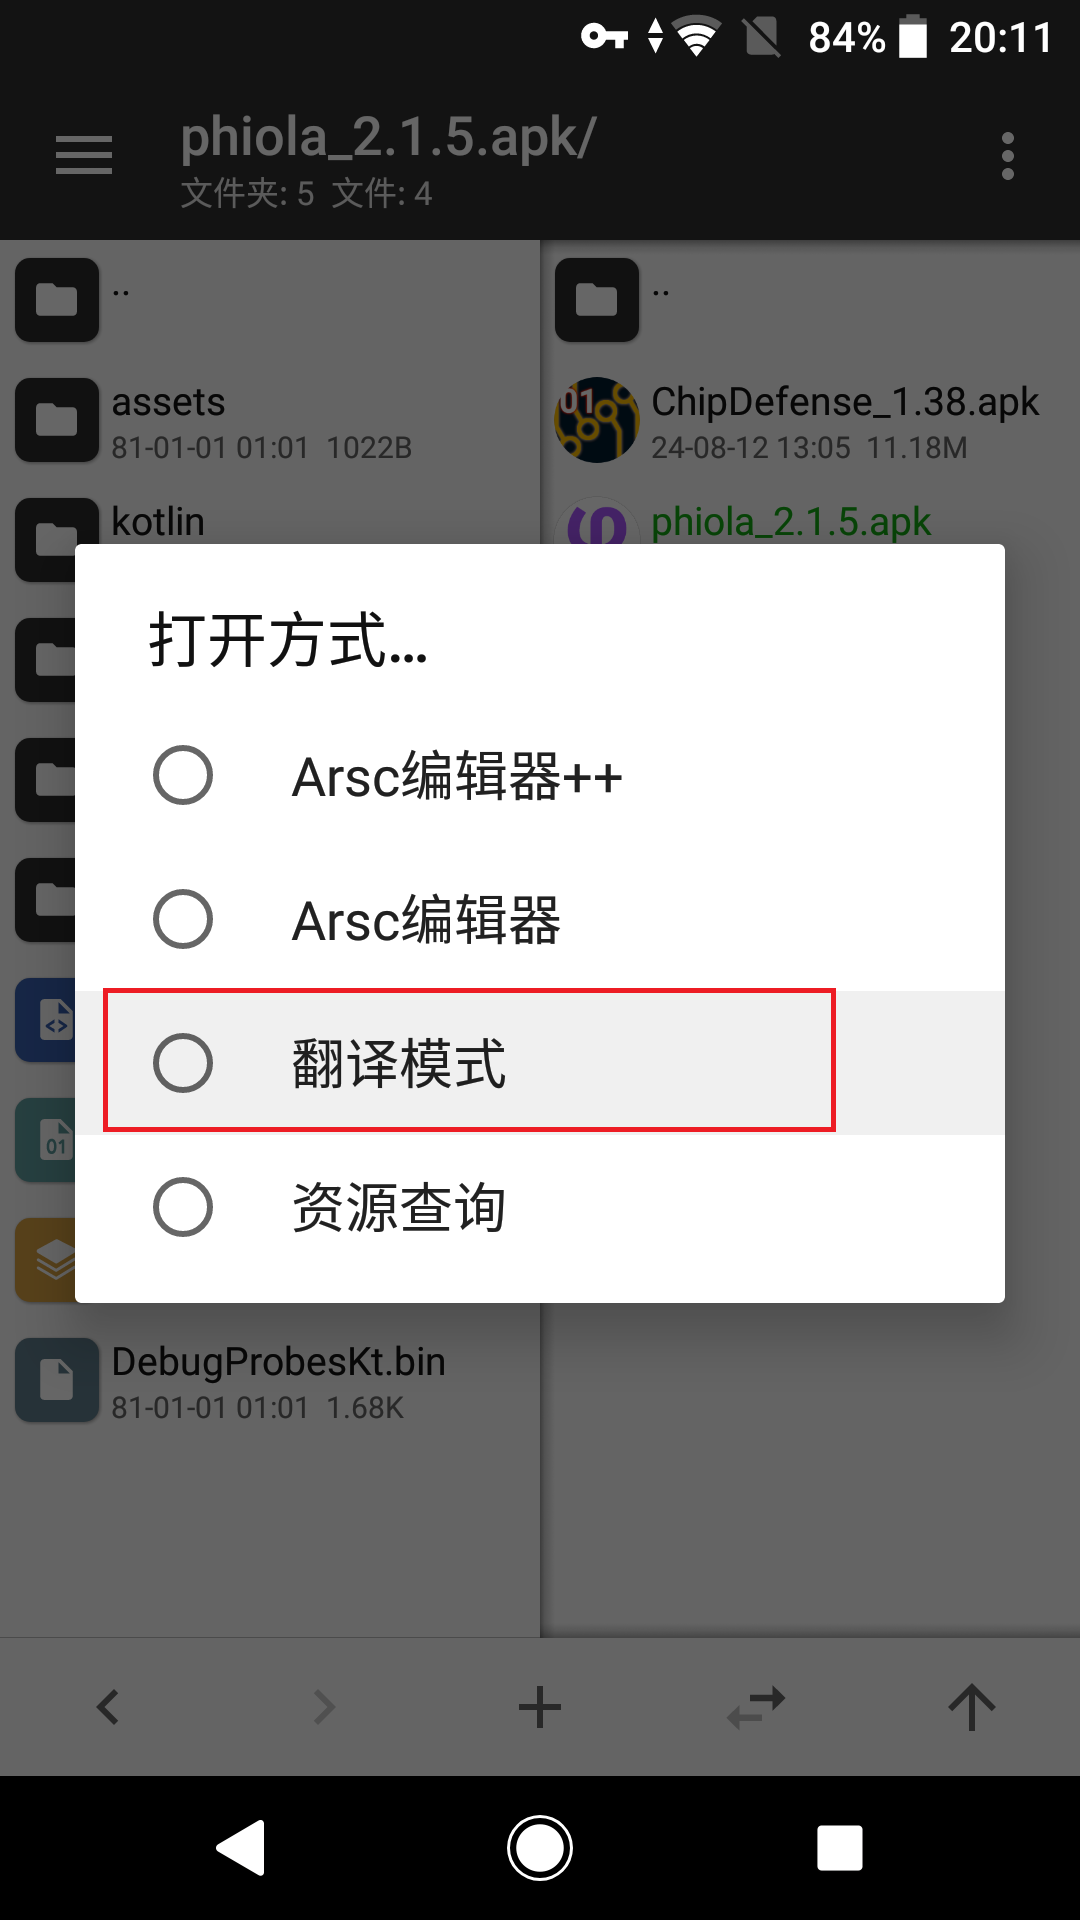 84% 20:11
phiola_2.1.5.apk/
文件夹: 5 文件: 4
..
..
assets
81-01-01 01:01 1022B
01
ChipDefense_1.38.apk
24-08-12 13:05 11.18M
kotlin
phiola_2.1.5.apk
打开方式...
Arsc编辑器++
Arsc编辑器
翻译模式
资源查询
<>
01
DebugProbesKt.bin
81-01-01 01:01 1.68K